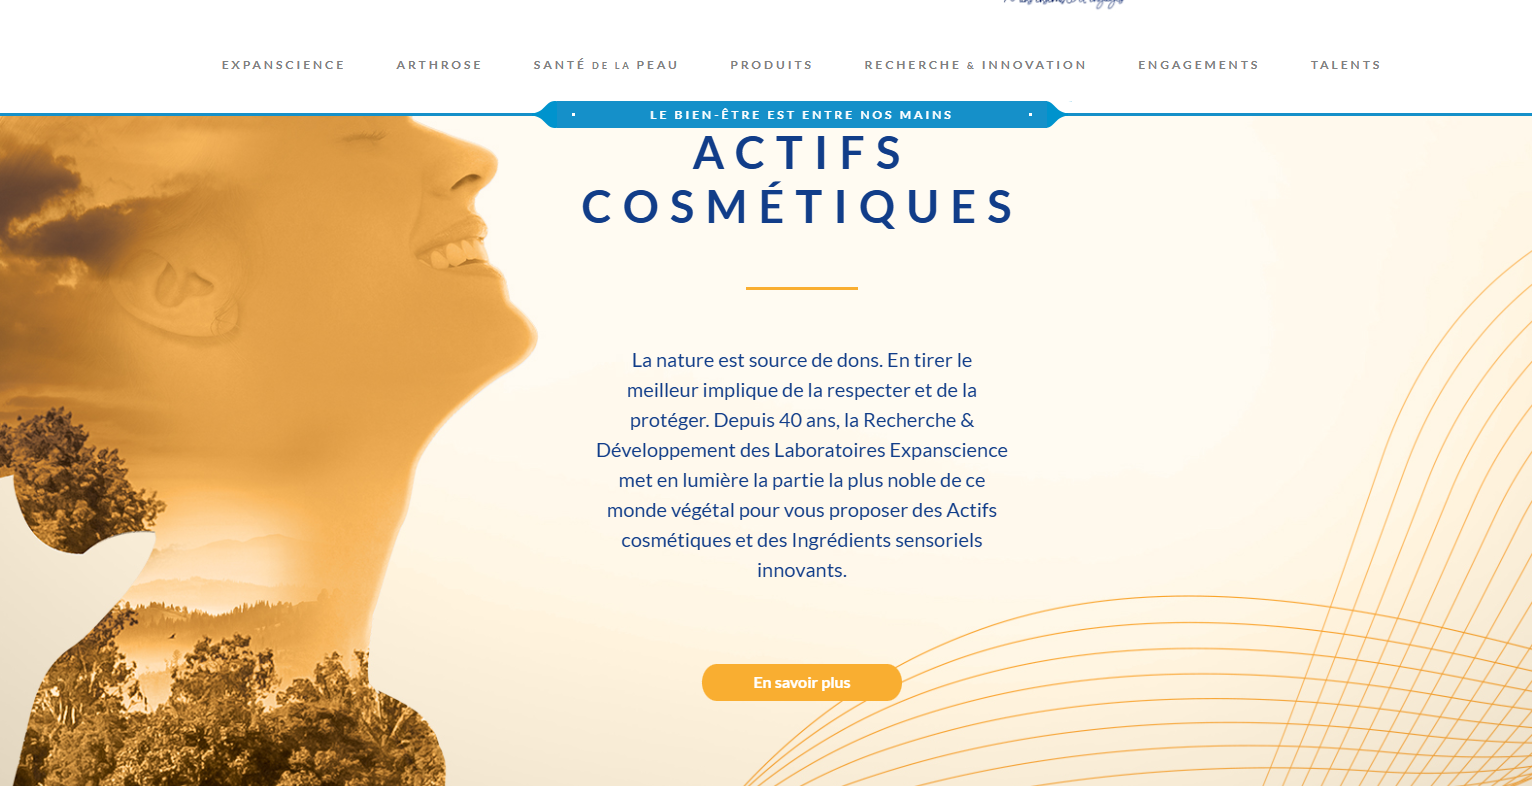 EXPANSCIENCE ARTHROSE SANTÉ DE LA PEAU PRODUITS RECHERCHE & INNOVATION ENGAGEMENTS TALENTS
LE BIEN-ÊTRE EST ENTRE NOS MAINS
ACTIFS
COSMÉTIQUES
La nature est source de dons. En tirer le
meilleur implique de la respecter et de la
protéger. Depuis 40 ans, la Recherche &
Développement des Laboratoires Expanscience
met en lumière la partie la plus noble de ce
monde végétal pour vous proposer des Actifs
cosmétiques et des Ingrédients sensoriels
innovants.
En savoir plus